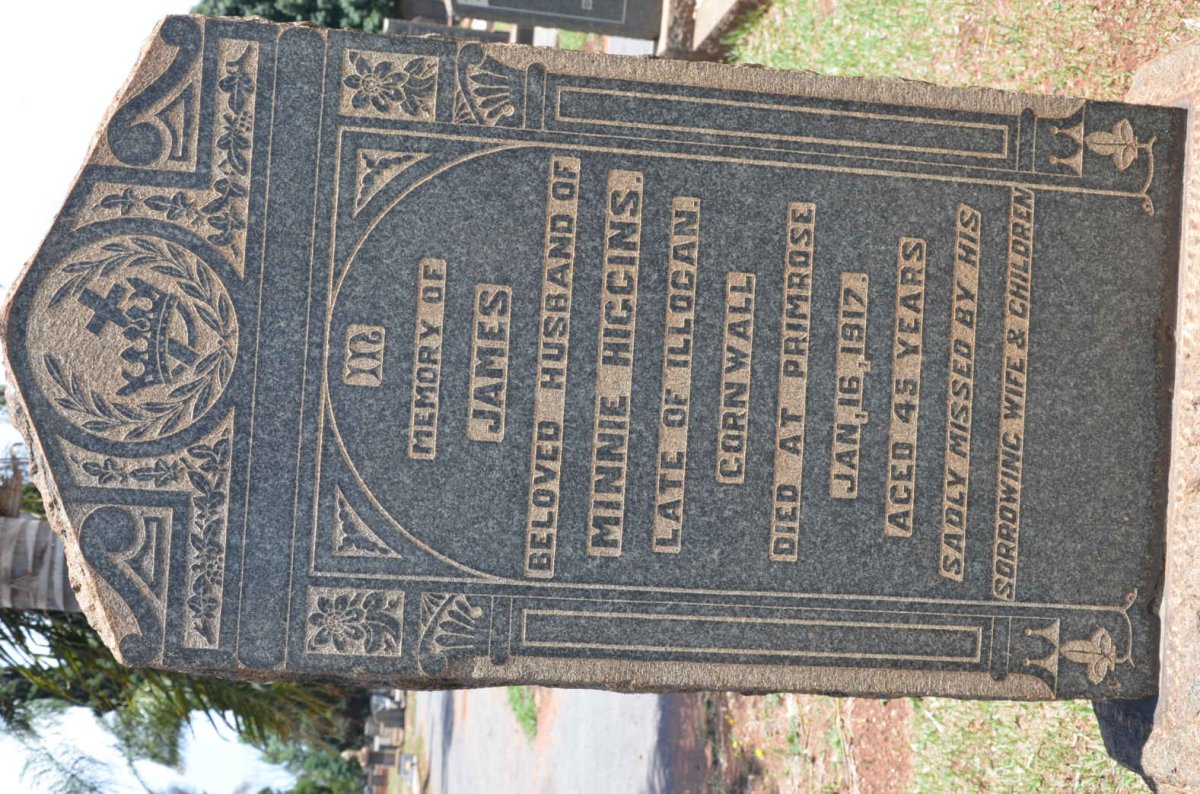 IN
MEMORY OF
JAMES
BELOVED HUSBAND OF
MINNIE HIGGINS.
LATE OF ILLOGAN.
CORNWALL
DIED AT PRIMROSE
JAN, 16, 1917.
AGED 45 YEARS
SADLY MISSED BY HIS
SORROWING WIFE & CHILDREN